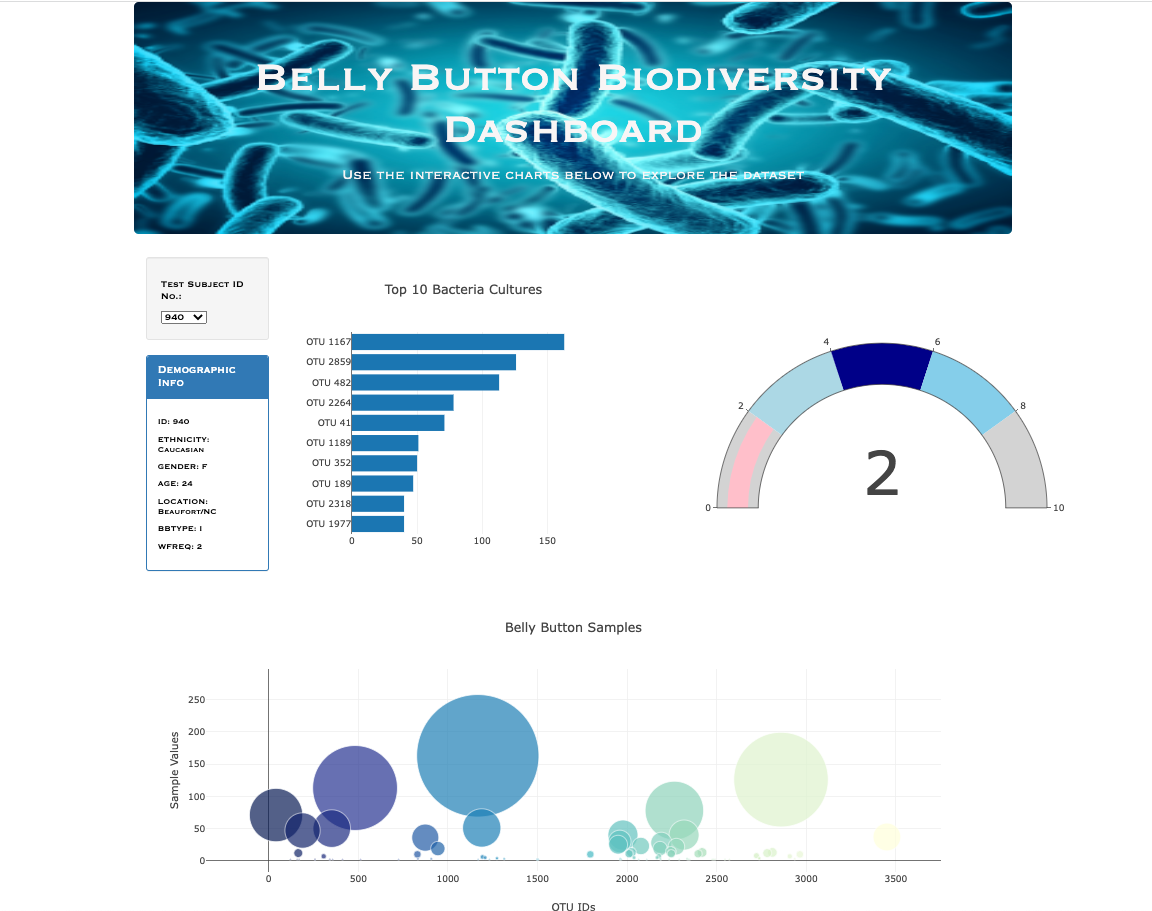 Belly Button Biodiversity
Dashboard
Use the interactive charts below to explore the dataset
Test Subject ID
No.:
940
Demographic
Info
ID: 940
ETHNICITY:
Caucasian
GENDER: F
AGE: 24
LOCATION:
Beaufort/NC
BBTYPE: I
WFREQ: 2
Top 10 Bacteria Cultures
OTU 1167
OTU 2859
OTU 482
OTU 2264
OTU 41
OTU 1189
OTU 352
OTU 189
OTU 2318
OTU 1977
0 50 100 150
0
2
4
6
8
10
2
Belly Button Samples
Sample Values
250
200
150
100
50
0
0 500 1000 1500 2000 2500 3000 3500
OTU IDs